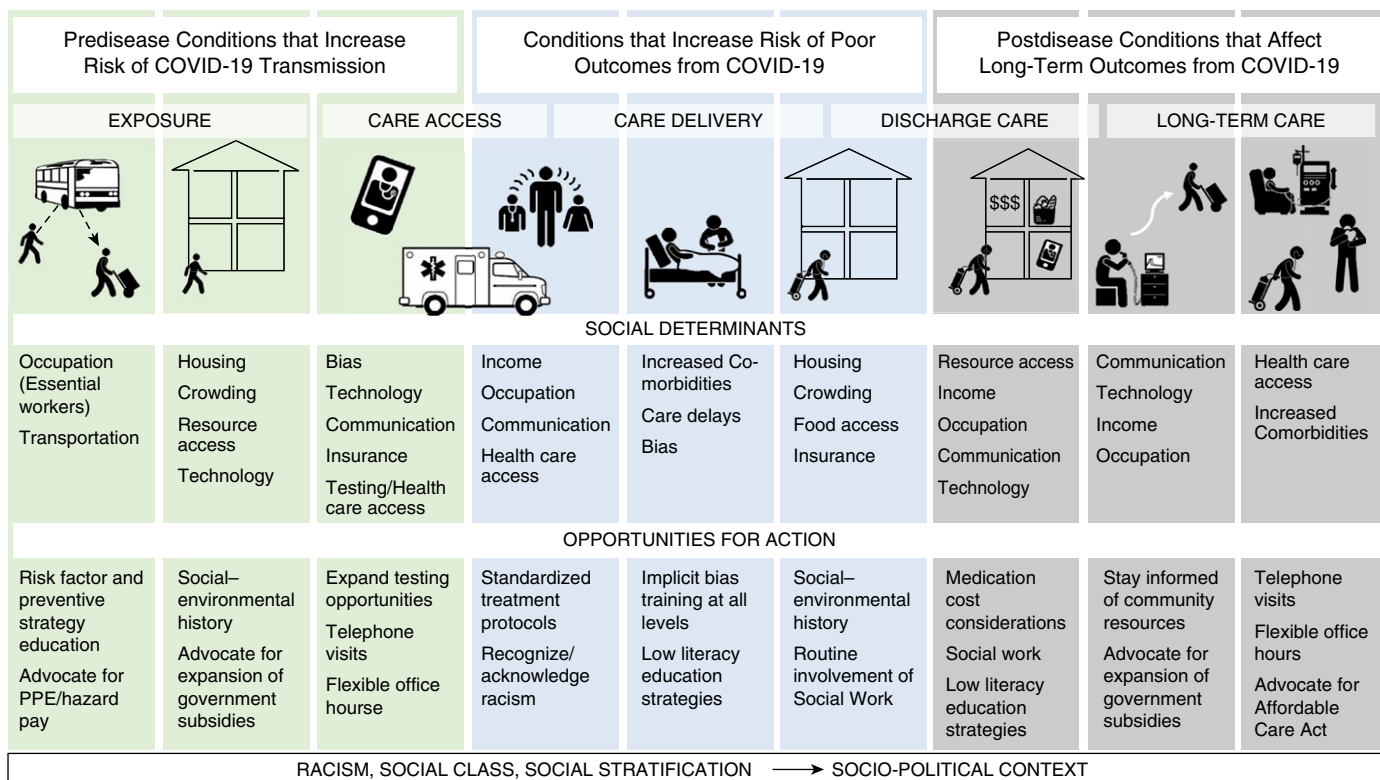 Predisease Conditions that Increase
Risk of COVID-19 Transmission
Conditions that Increase Risk of Poor
Outcomes from COVID-19
Postdisease Conditions that Affect
Long-Term Outcomes from COVID-19
EXPOSURE
CARE ACCESS
CARE DELIVERY
DISCHARGE CARE
LONG-TERM CARE
$$$
SOCIAL DETERMINANTS
Occupation
(Essential
workers)
Transportation
Housing
Crowding
Resource
access
Technology
Bias
Technology
Communication
Insurance
Testing/Health
care access
Income
Occupation
Communication
Health care
access
Increased Co-
morbidities
Care delays
Bias
Housing
Crowding
Food access
Insurance
Resource access
Income
Occupation
Communication
Technology
Communication
Technology
Income
Occupation
Health care
access
Increased
Comorbidities
OPPORTUNITIES FOR ACTION
Risk factor and
preventive
strategy
education
Advocate for
PPE/hazard
pay
Social–
environmental
history
Advocate for
expansion of
government
subsidies
Expand testing
opportunities
Telephone
visits
Flexible office
hourse
Standardized
treatment
protocols
Recognize/
acknowledge
racism
Implicit bias
training at all
levels
Low literacy
education
strategies
Social–
environmental
history
Routine
involvement of
Social Work
Medication
cost
considerations
Social work
Low literacy
education
strategies
Stay informed
of community
resources
Advocate for
expansion of
government
subsidies
Telephone
visits
Flexible office
hours
Advocate for
Affordable
Care Act
RACISM, SOCIAL CLASS, SOCIAL STRATIFICATION → SOCIO-POLITICAL CONTEXT